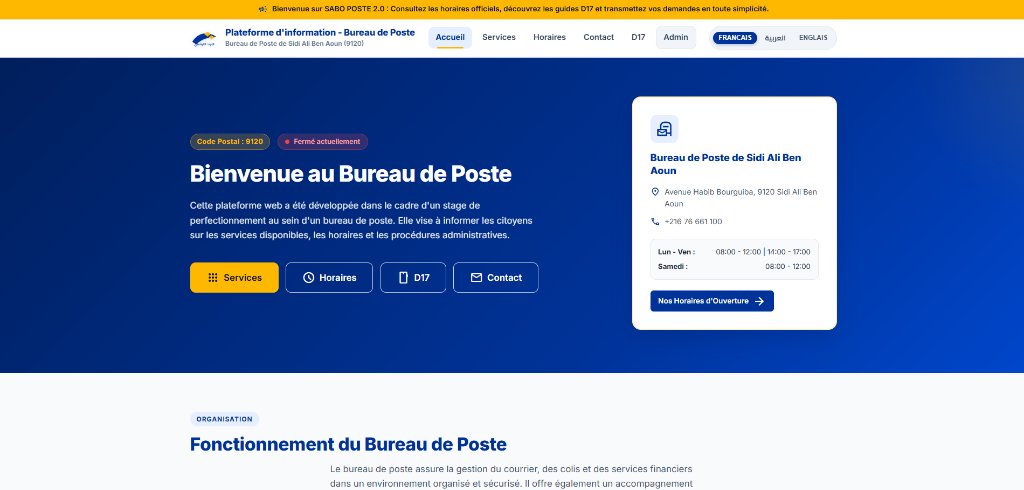 Bienvenue sur SABO POSTE 2.0 : Consultez les horaires officiels, découvrez les guides D17 et transmettez vos demandes en toute simplicité.
Plateforme d'information - Bureau de Poste
Bureau de Poste de Sidi Ali Ben Aoun (9120)
Accueil
Services
Horaires
Contact
D17
Admin
FRANCAIS
العربية
ENGLAIS
Code Postal : 9120
Fermé actuellement
Bienvenue au Bureau de Poste
Cette plateforme web a été développée dans le cadre d'un stage de
perfectionnement au sein d'un bureau de poste. Elle vise à informer les citoyens
sur les services disponibles, les horaires et les procédures administratives.
Services
Horaires
D17
Contact
Bureau de Poste de Sidi Ali Ben
Aoun
Avenue Habib Bourguiba, 9120 Sidi Ali Ben
Aoun
+216 76 661 100
Lun - Ven : 08:00 - 12:00 | 14:00 - 17:00
Samedi : 08:00 - 12:00
Nos Horaires d'Ouverture
ORGANISATION
Fonctionnement du Bureau de Poste
Le bureau de poste assure la gestion du courrier, des colis et des services financiers
dans un environnement organisé et sécurisé. Il offre également un accompagnement